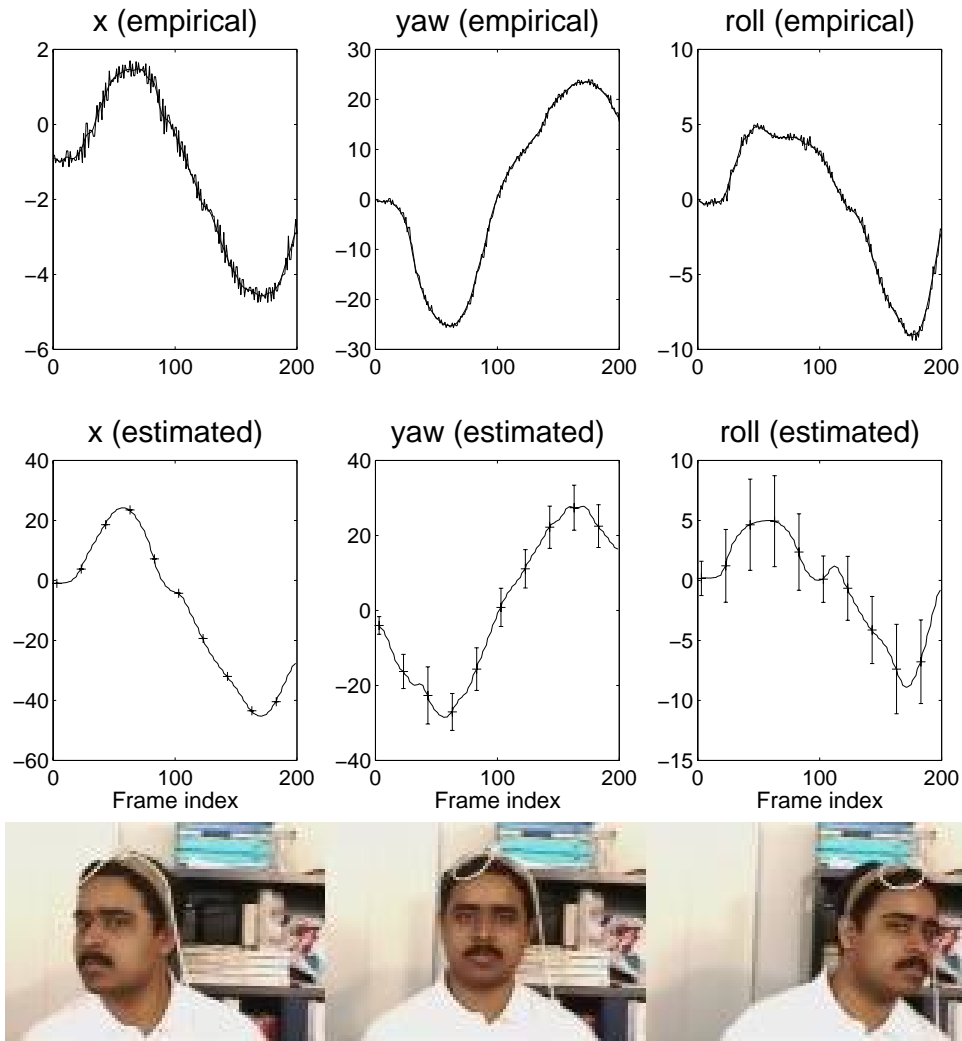 x (empirical) yaw (empirical) roll (empirical)
2 30 10
0 20 5
−2 10 0
−4 0 −5
−6 −10 −10
−20
−30
0 100 200 0 100 200 0 100 200
x (estimated) yaw (estimated) roll (estimated)
40 40 10
20 20 5
0 0 0
−20 −20 −5
−40 −40 −10
−60 −15
0 100 200 0 100 200 0 100 200
Frame index Frame index Frame index